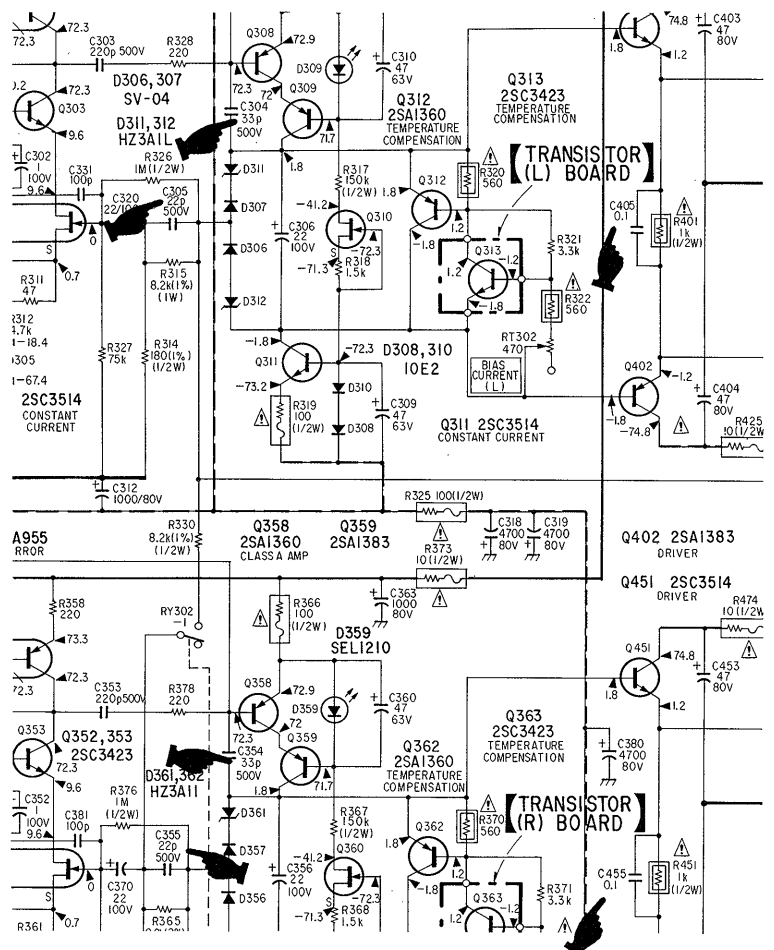 72.3
C303
220p 500V
R328
220
Q308
72.9
D309
C310
47
63V
74.8
C403
47
80V
1.8
1.2
D306,307
SV-04
72.3
C304
33p
500V
72
Q309
Q312
2SA1360
TEMPERATURE
COMPENSATION
Q313
2SC3423
TEMPERATURE
COMPENSATION
0.2
72.3
Q303
9.6
D311,312
HZ3A1L
71.7
C302
1
100V
9.6
C331
100p
R326
1M(1/2W)
D311
1.8
R317
150k
(1/2W)
1.8
Q312
R320
560
【TRANSISTOR
(L) BOARD】
C320
22/100
C305
22p
500V
D307
-41.2
Q310
1.2
C405
0.1
R401
1k
(1/2W)
0
S
0.7
C306
22
100V
D306
-72.3
S
-71.3
R318
1.5k
-1.8
1.2
Q313
-1.2
-1.8
R321
3.3k
R311
47
R315
8.2k(1%)
(1W)
D312
R322
560
R312
4.7k
-18.4
D305
-67.4
R327
75k
R314
180(1%)
(1/2W)
-1.8
Q311
-72.3
D308,310
10E2
RT302
470
BIAS
CURRENT
(L)
Q402
-1.2
2SC3514
CONSTANT
CURRENT
-73.2
R319
100
(1/2W)
D310
D308
C309
47
63V
-1.8
-74.8
C404
47
80V
Q311 2SC3514
CONSTANT CURRENT
R425
10(1/2W)
C312
1000/80V
R325 100(1/2W)
R330
8.2k(1%)
(1/2W)
A955
RROR
Q358
2SA1360
CLASS A AMP
Q359
2SA1383
C318
4700
80V
C319
4700
80V
Q402 2SA1383
DRIVER
R373
10(1/2W)
Q451 2SC3514
DRIVER
R358
220
RY302
-1
R366
100
(1/2W)
C363
1000
80V
R474
10(1/2W)
73.3
72.3
72.3
D359
SEL1210
Q451
74.8
1.8
1.2
C453
47
80V
C353
220p500V
R378
220
Q358
72.9
D359
C360
47
63V
Q353
Q352,353
2SC3423
72.3
C354
33p
500V
72
Q359
Q362
2SA1360
TEMPERATURE
COMPENSATION
Q363
2SC3423
TEMPERATURE
COMPENSATION
C380
4700
80V
72.3
9.6
D361,362
HZ3A11
71.7
1.8
C352
1
100V
9.6
C381
100p
R376
1M
(1/2W)
D361
R367
150k
(1/2W)
1.8
Q362
R370
560
【TRANSISTOR
(R) BOARD】
C355
22p
500V
D357
-41.2
Q360
1.2
C455
0.1
R451
1k
(1/2W)
0
C370
22
100V
D356
C356
22
100V
-72.3
-1.8
S
0.7
R361
R365
-71.3
S
R368
1.5k
1.2
Q363
-1.2
R371
3.3k